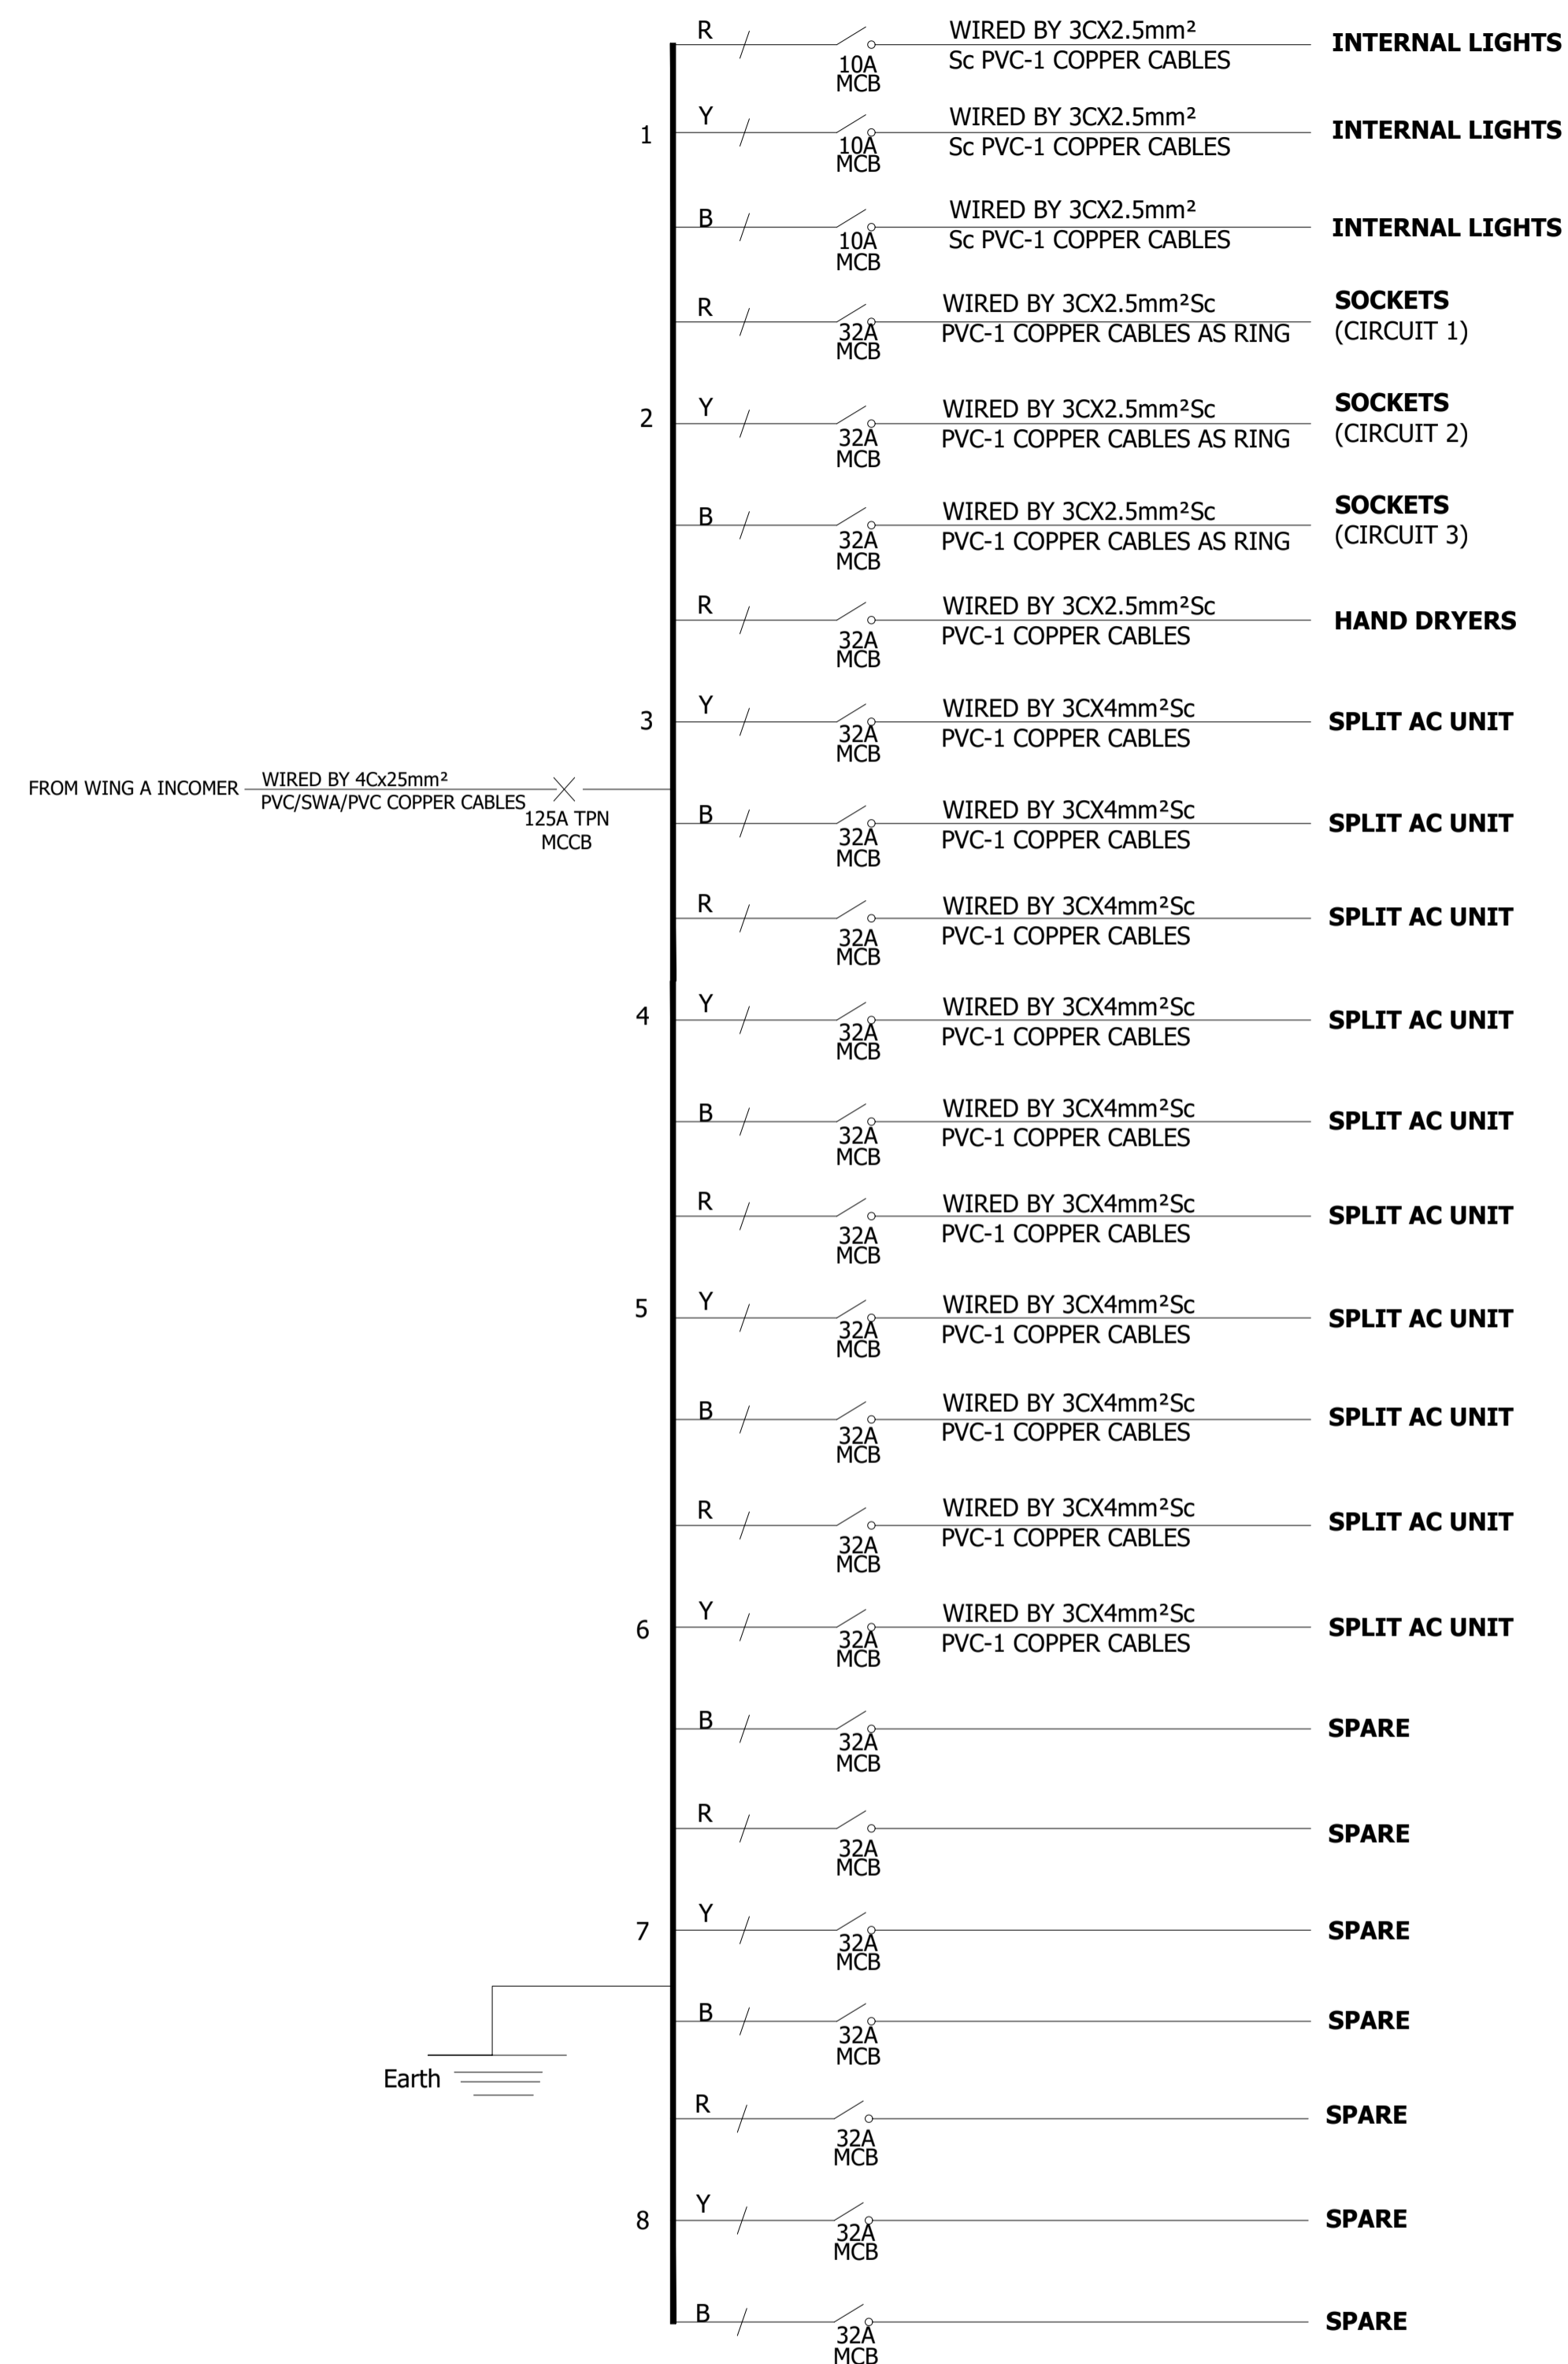 R
WIRED BY 3CX2.5mm²
INTERNAL LIGHTS
10A
MCB
Sc PVC-1 COPPER CABLES
1
Y
WIRED BY 3CX2.5mm²
INTERNAL LIGHTS
10A
MCB
Sc PVC-1 COPPER CABLES
B
WIRED BY 3CX2.5mm²
INTERNAL LIGHTS
10A
MCB
Sc PVC-1 COPPER CABLES
R
WIRED BY 3CX2.5mm²Sc
SOCKETS
32A
MCB
PVC-1 COPPER CABLES AS RING
(CIRCUIT 1)
2
Y
WIRED BY 3CX2.5mm²Sc
SOCKETS
32A
MCB
PVC-1 COPPER CABLES AS RING
(CIRCUIT 2)
B
WIRED BY 3CX2.5mm²Sc
SOCKETS
32A
MCB
PVC-1 COPPER CABLES AS RING
(CIRCUIT 3)
R
WIRED BY 3CX2.5mm²Sc
HAND DRYERS
32A
MCB
PVC-1 COPPER CABLES
3
Y
WIRED BY 3CX4mm²Sc
SPLIT AC UNIT
32A
MCB
PVC-1 COPPER CABLES
FROM WING A INCOMER
WIRED BY 4Cx25mm²
PVC/SWA/PVC COPPER CABLES
125A TPN
MCCB
B
WIRED BY 3CX4mm²Sc
SPLIT AC UNIT
32A
MCB
PVC-1 COPPER CABLES
R
WIRED BY 3CX4mm²Sc
SPLIT AC UNIT
32A
MCB
PVC-1 COPPER CABLES
4
Y
WIRED BY 3CX4mm²Sc
SPLIT AC UNIT
32A
MCB
PVC-1 COPPER CABLES
B
WIRED BY 3CX4mm²Sc
SPLIT AC UNIT
32A
MCB
PVC-1 COPPER CABLES
R
WIRED BY 3CX4mm²Sc
SPLIT AC UNIT
32A
MCB
PVC-1 COPPER CABLES
5
Y
WIRED BY 3CX4mm²Sc
SPLIT AC UNIT
32A
MCB
PVC-1 COPPER CABLES
B
WIRED BY 3CX4mm²Sc
SPLIT AC UNIT
32A
MCB
PVC-1 COPPER CABLES
R
WIRED BY 3CX4mm²Sc
SPLIT AC UNIT
32A
MCB
PVC-1 COPPER CABLES
6
Y
WIRED BY 3CX4mm²Sc
SPLIT AC UNIT
32A
MCB
PVC-1 COPPER CABLES
B
SPARE
32A
MCB
R
SPARE
32A
MCB
7
Y
SPARE
32A
MCB
B
SPARE
32A
MCB
Earth
R
SPARE
32A
MCB
8
Y
SPARE
32A
MCB
B
SPARE
32A
MCB